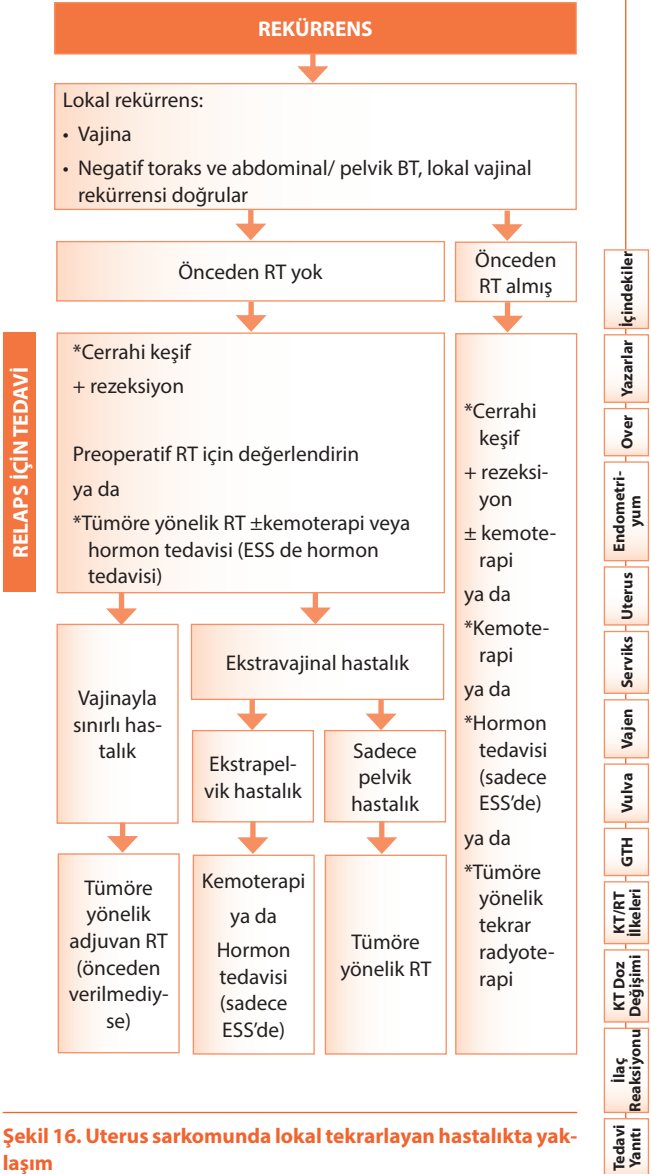 REKÜRRENS
Lokal rekürrens:
• Vajina
• Negatif toraks ve abdominal/ pelvik BT, lokal vajinal
rekürrensi doğrular
Önceden RT yok
Önceden
RT almış
RELAPS İÇİN TEDAVİ
*Cerrahi keşif
+ rezeksiyon
Preoperatif RT için değerlendirin
ya da
*Tümöre yönelik RT ±kemoterapi veya
hormon tedavisi (ESS de hormon
tedavisi)
*Cerrahi
keşif
+ rezeksi-
yon
± kemote-
rapi
ya da
*Kemote-
rapi
ya da
*Hormon
tedavisi
(sadece
ESS’de)
ya da
*Tümöre
yönelik
tekrar
radyote-
rapi
Vajinayla
sınırlı has-
talık
Ekstravajinal hastalık
Ekstrapel-
vik hastalık
Sadece
pelvik
hastalık
Tümöre
yönelik
adjuvan RT
(önceden
verilmediy-
se)
Kemoterapi
ya da
Hormon
tedavisi
(sadece
ESS’de)
Tümöre
yönelik RT
Şekil 16. Uterus sarkomunda lokal tekrarlayan hastalıkta yak-
laşım
İçindekiler
Yazarlar
Over
Endometri-
yum
Uterus
Serviks
Vajen
Vulva
GTH
KT/RT
İlkeleri
KT Doz
Değişimi
İlaç
Reaksiyonu
Tedavi
Yanıtı